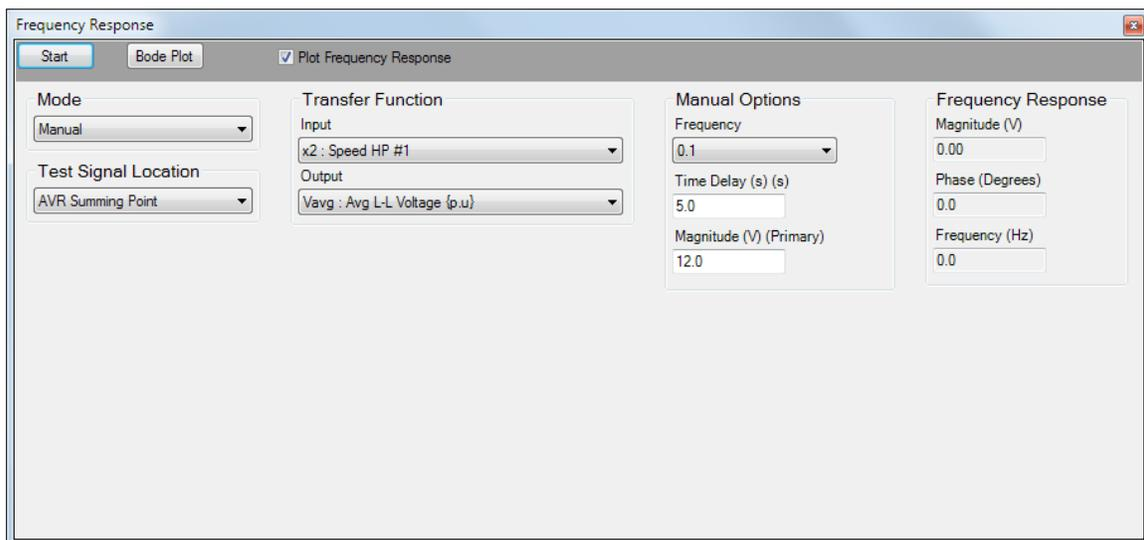 Frequency Response
Start
Bode Plot
Plot Frequency Response
Mode
Manual
Test Signal Location
AVR Summing Point
Transfer Function
Input
x2 : Speed HP #1
Output
Vavg : Avg L-L Voltage {p.u}
Manual Options
Frequency
0.1
Time Delay (s) (s)
5.0
Magnitude (V) (Primary)
12.0
Frequency Response
Magnitude (V)
0.00
Phase (Degrees)
0.0
Frequency (Hz)
0.0